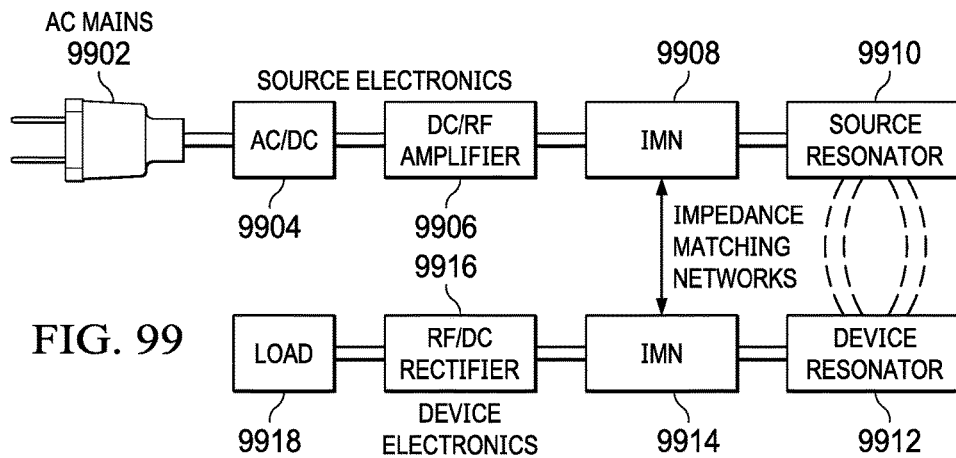 AC MAINS
9902
SOURCE ELECTRONICS
9908
9910
AC/DC
DC/RF
AMPLIFIER
IMN
SOURCE
RESONATOR
9904
9906
9916
IMPEDANCE
MATCHING
NETWORKS
FIG. 99
LOAD
RF/DC
RECTIFIER
IMN
DEVICE
RESONATOR
9918
DEVICE
ELECTRONICS
9914
9912